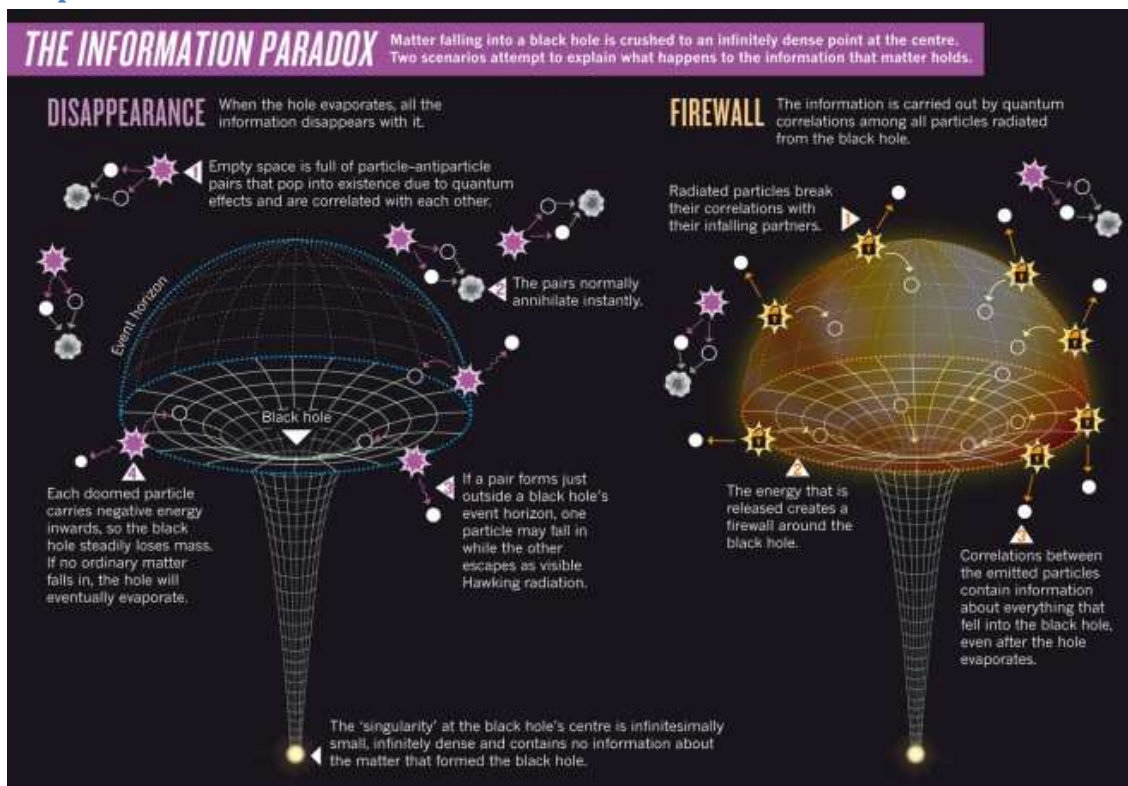 THE INFORMATION PARADOX
Matter falling into a black hole is crushed to an infinitely dense point at the centre.
Two scenarios attempt to explain what happens to the information that matter holds.
DISAPPEARANCE
When the hole evaporates, all the
information disappears with it.
1
Empty space is full of particle–antiparticle
pairs that pop into existence due to quantum
effects and are correlated with each other.
2
The pairs normally
annihilate instantly.
Event horizon
Black hole
3
If a pair forms just
outside a black hole's
event horizon, one
particle may fall in
while the other
escapes as visible
Hawking radiation.
4
Each doomed particle
carries negative energy
inwards, so the black
hole steadily loses mass.
If no ordinary matter
falls in, the hole will
eventually evaporate.
The 'singularity' at the black hole's centre is infinitesimally
small, infinitely dense and contains no information about
the matter that formed the black hole.
FIREWALL
The information is carried out by quantum
correlations among all particles radiated
from the black hole.
Radiated particles break
their correlations with
their infalling partners.
1
2
The energy that is
released creates a
firewall around the
black hole.
3
Correlations between
the emitted particles
contain information
about everything that
fell into the black hole,
even after the hole
evaporates.